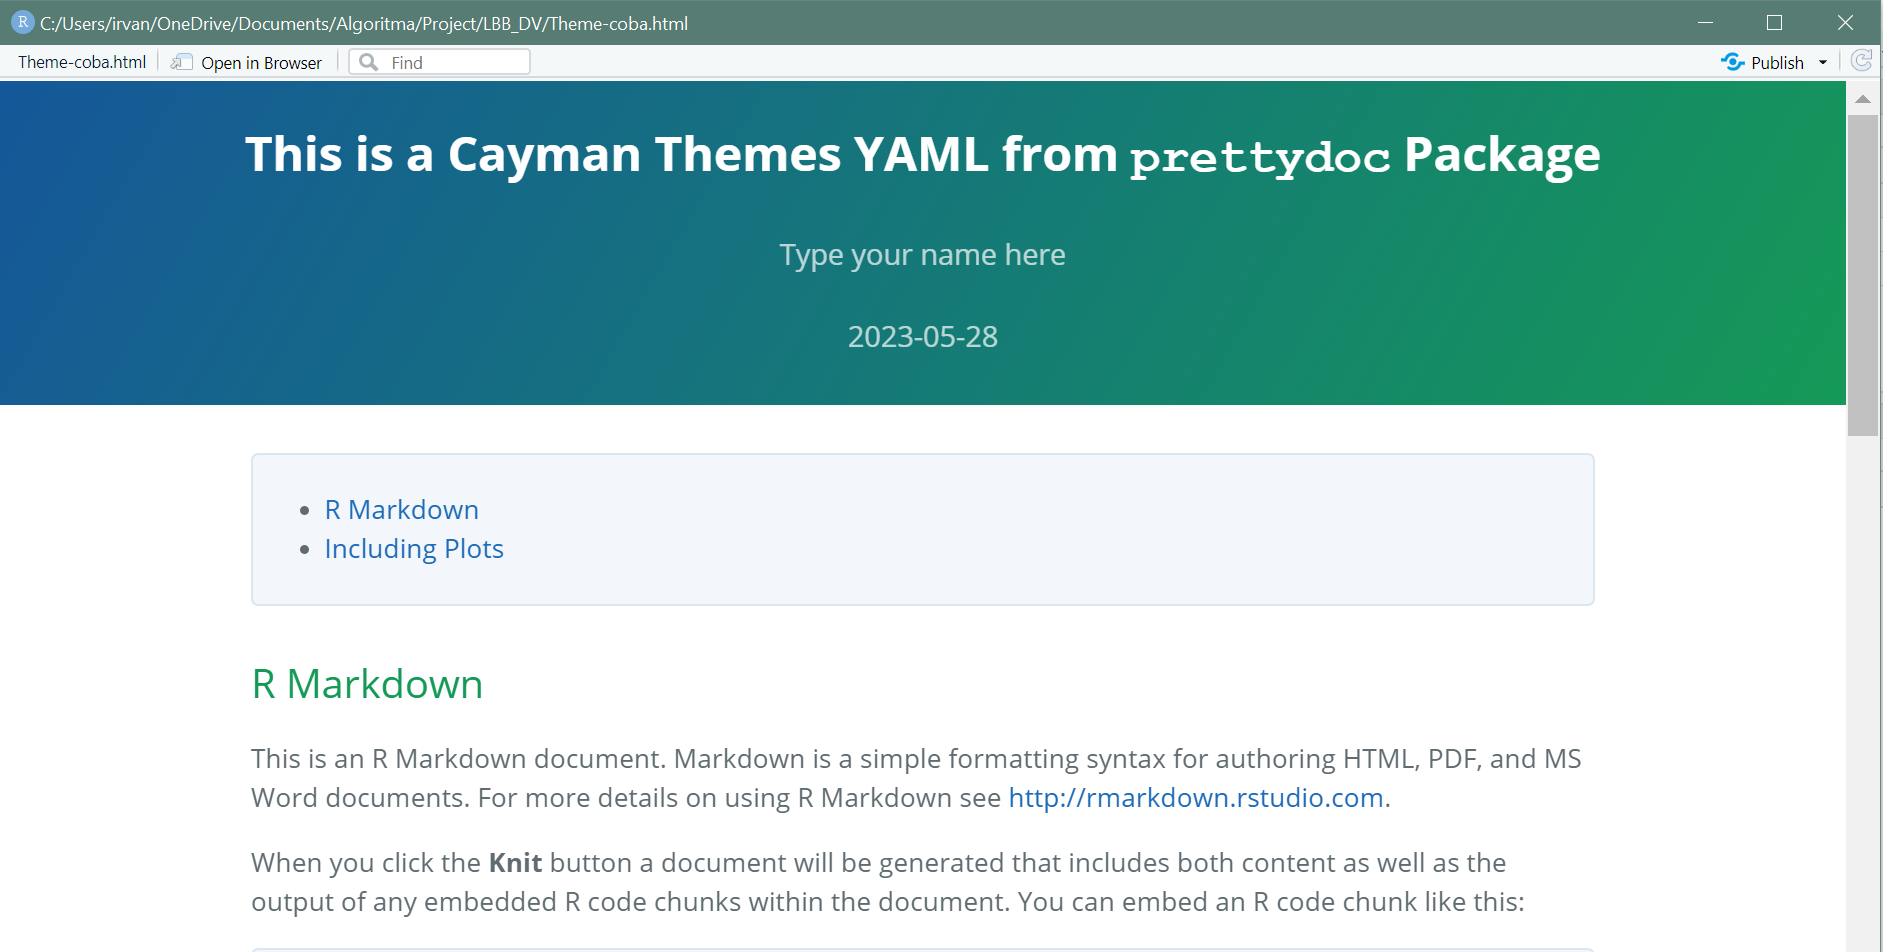 C:/Users/irvan/OneDrive/Documents/Algoritma/Project/LBB_DV/Theme-coba.html
Theme-coba.html Open in Browser Find Publish
This is a Cayman Themes YAML from prettydoc Package
Type your name here
2023-05-28
R Markdown
Including Plots
R Markdown
This is an R Markdown document. Markdown is a simple formatting syntax for authoring HTML, PDF, and MS
Word documents. For more details on using R Markdown see http://rmarkdown.rstudio.com.
When you click the Knit button a document will be generated that includes both content as well as the
output of any embedded R code chunks within the document. You can embed an R code chunk like this: